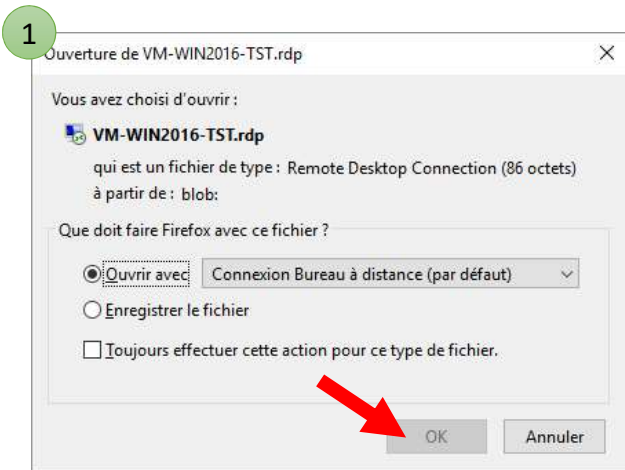 1
Ouverture de VM-WIN2016-TST.rdp
Vous avez choisi d'ouvrir :
VM-WIN2016-TST.rdp
qui est un fichier de type : Remote Desktop Connection (86 octets)
à partir de : blob:
Que doit faire Firefox avec ce fichier ?
Ouvrir avec Connexion Bureau à distance (par défaut)
Enregistrer le fichier
Toujours effectuer cette action pour ce type de fichier.
OK Annuler